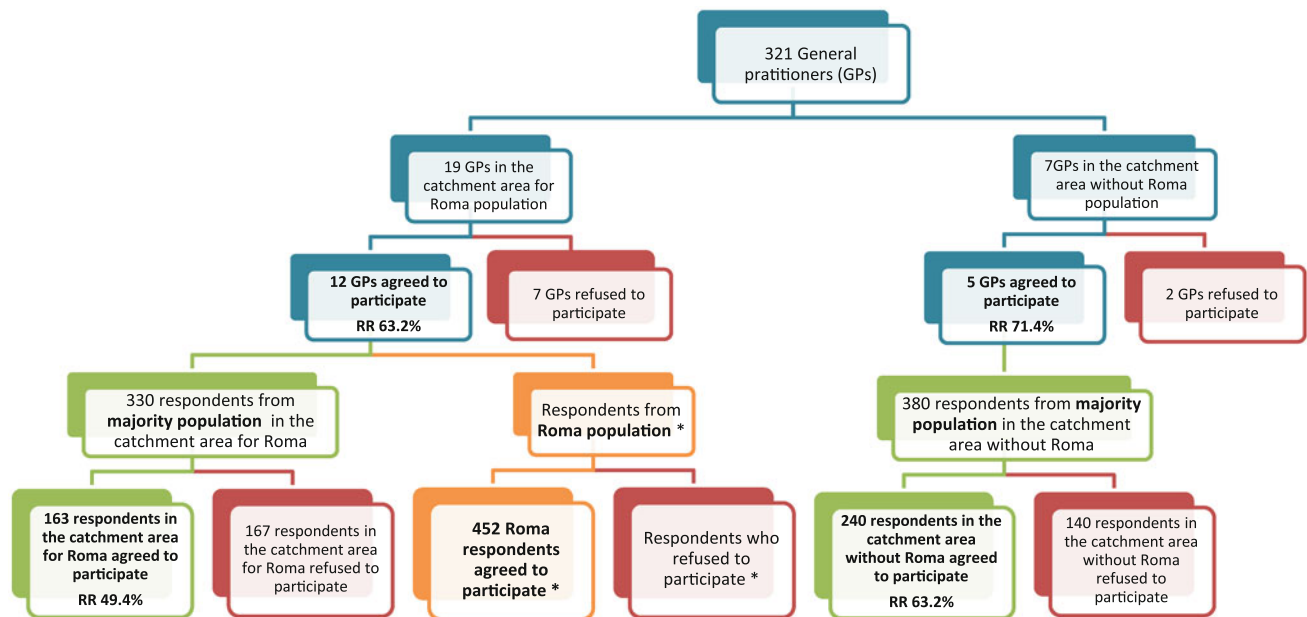 321 General
pratitioners (GPs)
19 GPs in the
catchment area for
Roma population
7GPs in the catchment
area without Roma
population
12 GPs agreed to
participate
RR 63.2%
7 GPs refused to
participate
5 GPs agreed to
participate
RR 71.4%
2 GPs refused to
participate
330 respondents from
majority population in the
catchment area for Roma
Respondents from
Roma population *
380 respondents from majority
population in the catchment
area without Roma
163 respondents in
the catchment area
for Roma agreed to
participate
RR 49.4%
167 respondents in
the catchment area
for Roma refused to
participate
452 Roma
respondents
agreed to
participate *
Respondents who
refused to
participate *
240 respondents in the
catchment area
without Roma agreed
to participate
RR 63.2%
140 respondents in
the catchment area
without Roma
refused to
participate